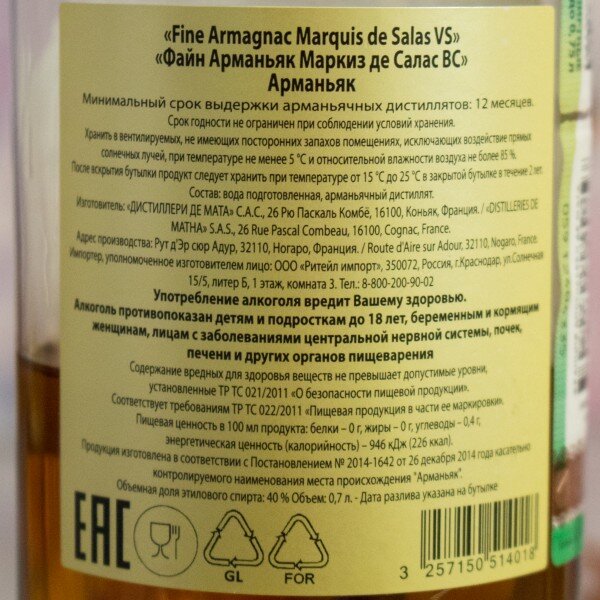 «Fine Armagnac Marquis de Salas VS»
«Файн Арманьяк Маркиз де Салас ВС»
Арманьяк
Минимальный срок выдержки арманьячных дистиллятов: 12 месяцев.
Срок годности не ограничен при соблюдении условий хранения.
Хранить в вентилируемых, не имеющих посторонних запахов помещениях, исключающих воздействие прямых
солнечных лучей, при температуре не менее 5 °С и относительной влажности воздуха не более 85 %.
После вскрытия бутылки продукт следует хранить при температуре от 15 °С до 25 °С в закрытой бутылке в течение 2 лет.
Состав: вода подготовленная, арманьячный дистиллят.
Изготовитель: «ДИСТИЛЛЕРИ ДЕ МАТА» С.А.С., 26 Рю Паскаль Комбё, 16100, Коньяк, Франция. / «DISTILLERIES DE
MATHA» S.A.S., 26 Rue Pascal Combeau, 16100, Cognac, France.
Адрес производства: Рут д'Эр сюр Адур, 32110, Ногаро, Франция. / Route d'Aire sur Adour, 32110, Nogaro, France.
Импортер, уполномоченное изготовителем лицо: ООО «Ритейл импорт», 350072, Россия, г.Краснодар, ул.Солнечная
15/5, литер Б, 1 этаж, комната 3. Тел.: 8-800-200-90-02
Употребление алкоголя вредит Вашему здоровью.
Алкоголь противопоказан детям и подросткам до 18 лет, беременным и кормящим
женщинам, лицам с заболеваниями центральной нервной системы, почек,
печени и других органов пищеварения
Содержание вредных для здоровья веществ не превышает допустимые уровни,
установленные ТР ТС 021/2011 «О безопасности пищевой продукции».
Соответствует требованиям ТР ТС 022/2011 «Пищевая продукция в части ее маркировки».
Пищевая ценность в 100 мл продукта: белки – 0 г, жиры – 0 г, углеводы – 0,4 г,
энергетическая ценность (калорийность) – 946 кДж (226 ккал).
Продукция изготовлена в соответствии с Постановлением № 2014-1642 от 26 декабря 2014 года касательно
контролируемого наименования места происхождения "Арманьяк"
Объемная доля этилового спирта: 40 % Объем: 0,7 л. - Дата разлива указана на бутылке
EAC
GL
FOR
3 257150 514018
до 0,75 л